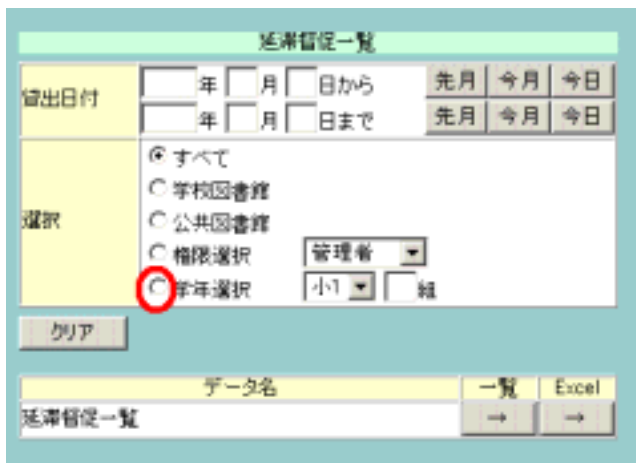 延滞督促一覧
貸出日付 年 月 日から 先月 今月 今日
年 月 日まで 先月 今月 今日
選択
すべて
学校図書館
公共図書館
権限選択 管理者
学年選択 小1 組
クリア
データ名 一覧 Excel
延滞督促一覧 → →